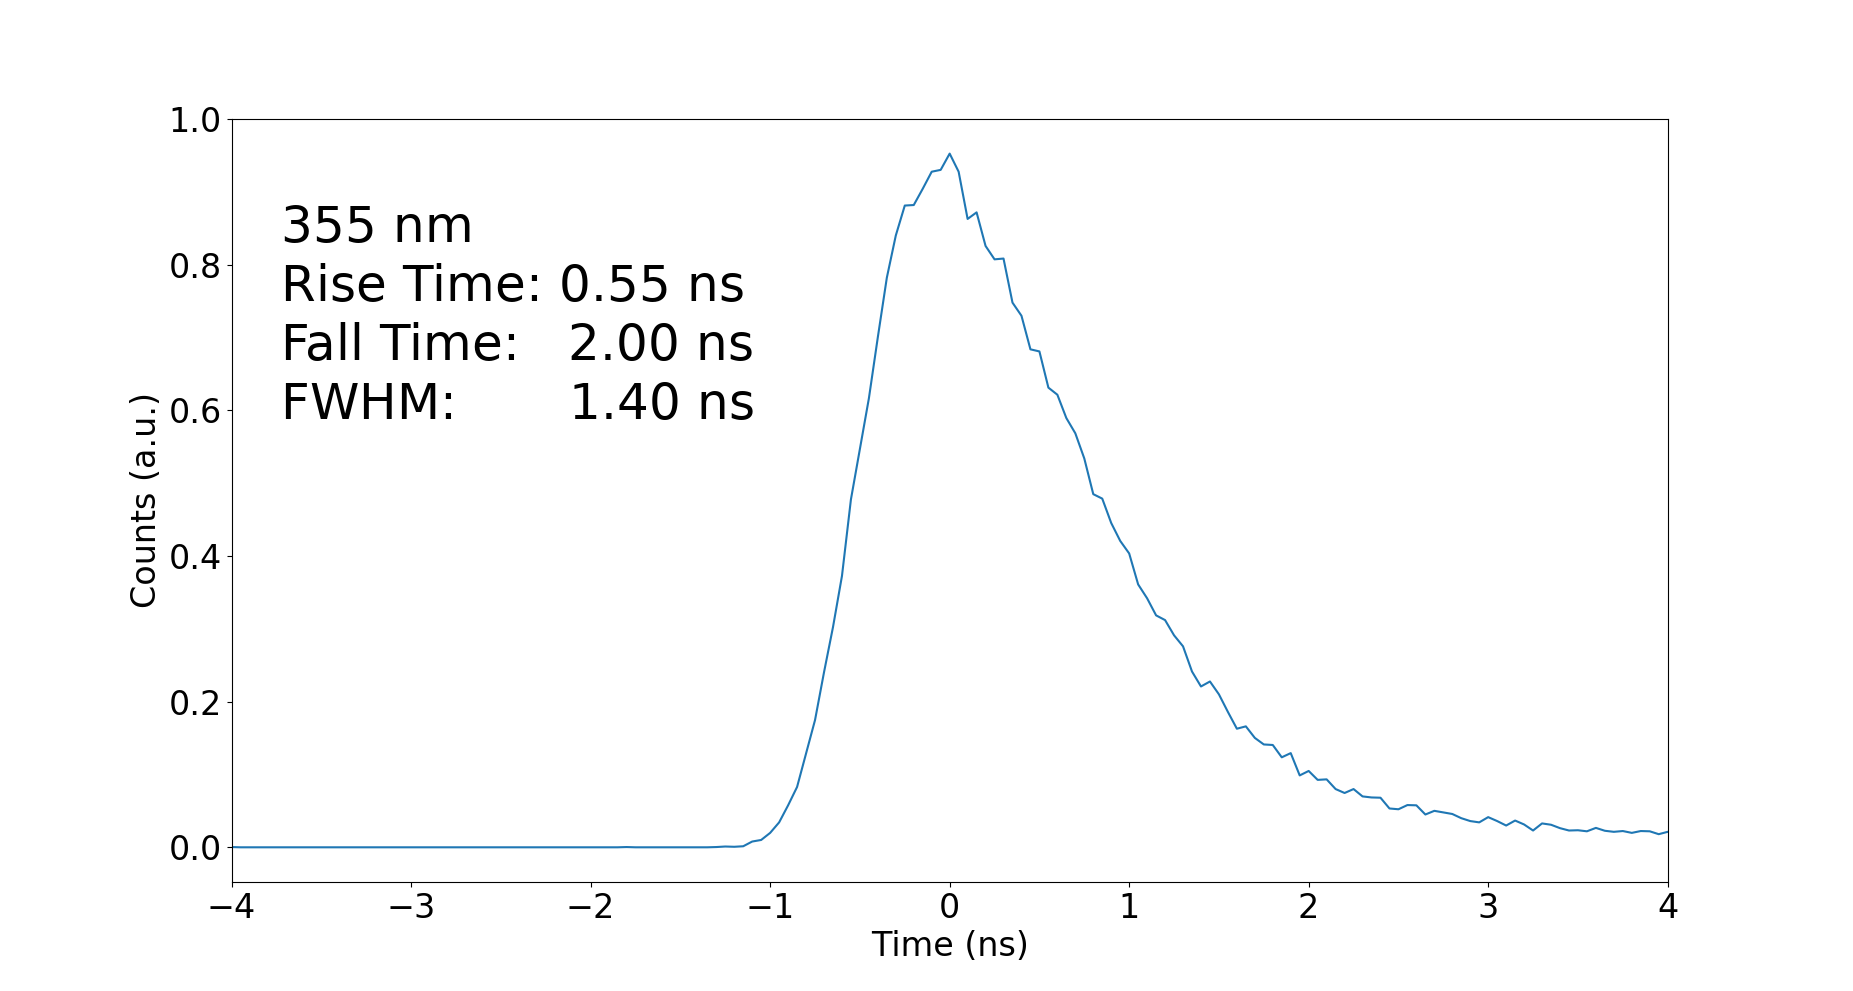 1.0
355 nm
0.8
Rise Time: 0.55 ns
Fall Time: 2.00 ns
FWHM: 1.40 ns
0.6
Counts (a.u.)
0.4
0.2
0.0
−4 −3 −2 −1 0 1 2 3 4
Time (ns)